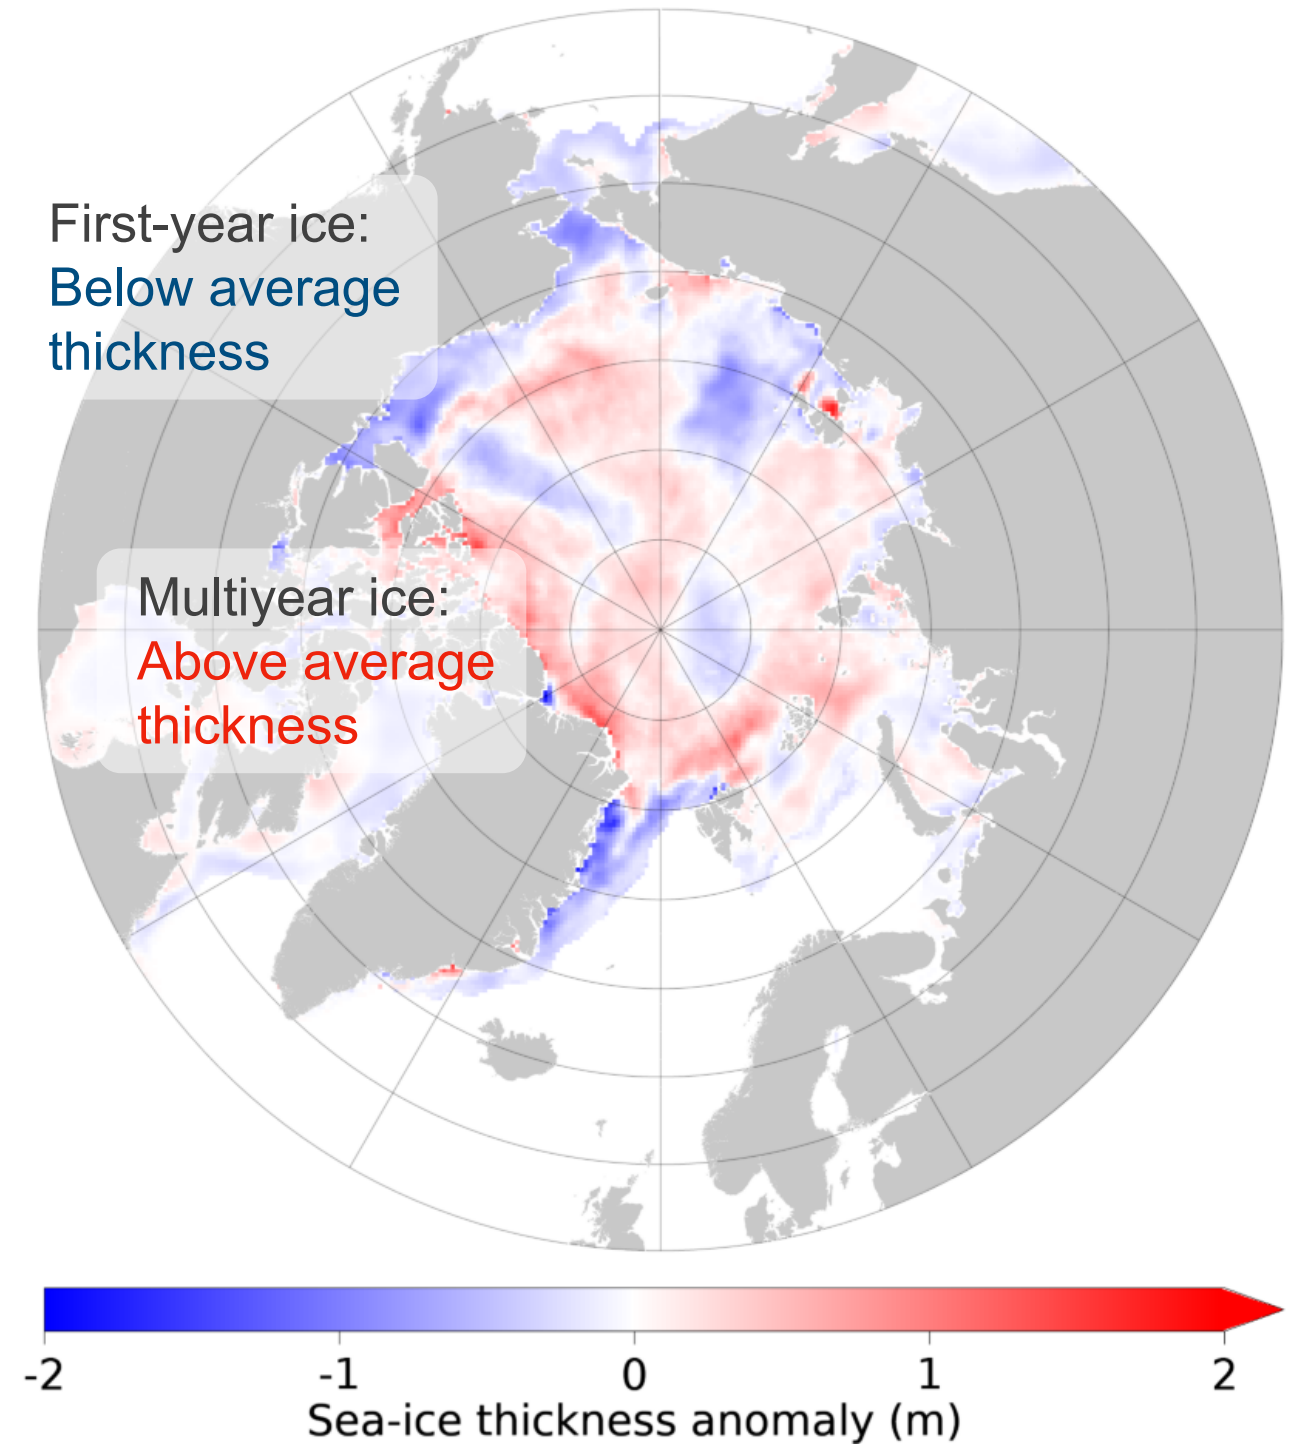 First-year ice:
Below average
thickness
Multiyear ice:
Above average
thickness
-2 -1 0 1 2
Sea-ice thickness anomaly (m)